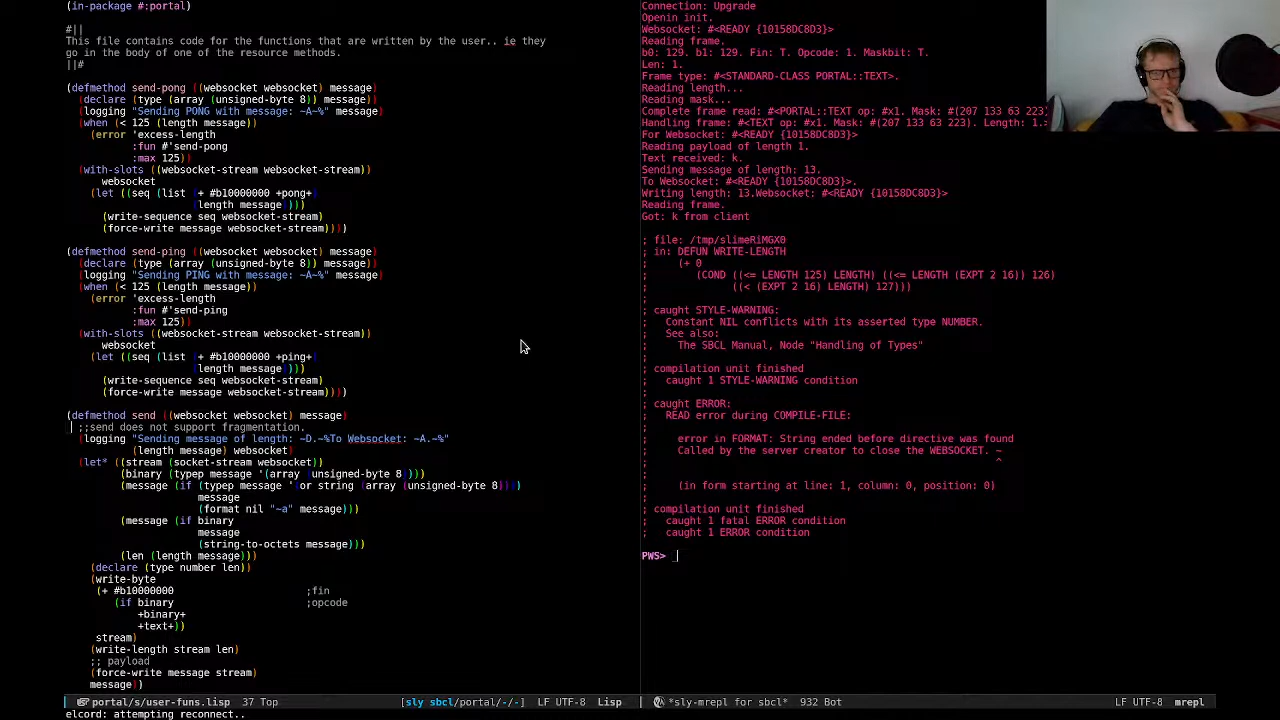 (in-package #:portal)

#||
This file contains code for the functions that are written by the user.. ie they
go in the body of one of the resource methods.
||#

(defmethod send-pong ((websocket websocket) message)
  (declare (type (array (unsigned-byte 8)) message))
  (logging "Sending PONG with message: ~A~%" message)
  (when (< 125 (length message))
    (error 'excess-length
           :fun #'send-pong
           :max 125))
  (with-slots ((websocket-stream websocket-stream))
          websocket
    (let ((seq (list (+ #b10000000 +pong+)
                     (length message))))
      (write-sequence seq websocket-stream)
      (force-write message websocket-stream))))

(defmethod send-ping ((websocket websocket) message)
  (declare (type (array (unsigned-byte 8)) message))
  (logging "Sending PING with message: ~A~%" message)
  (when (< 125 (length message))
    (error 'excess-length
           :fun #'send-ping
           :max 125))
  (with-slots ((websocket-stream websocket-stream))
          websocket
    (let ((seq (list (+ #b10000000 +ping+)
                     (length message))))
      (write-sequence seq websocket-stream)
      (force-write message websocket-stream))))

(defmethod send ((websocket websocket) message)
  ;;send does not support fragmentation.
  (logging "Sending message of length: ~D.~%To Websocket: ~A.~%"
           (length message) websocket)
  (let* ((stream (socket-stream websocket))
         (binary (typep message '(array (unsigned-byte 8))))
         (message (if (typep message '(or string (array (unsigned-byte 8))))
                      message
                      (format nil "~a" message)))
         (message (if binary
                      message
                      (string-to-octets message)))
         (len (length message)))
    (declare (type number len))
    (write-byte
     (+ #b10000000                       ;fin
        (if binary                       ;opcode
            +binary+
            +text+))
     stream)
    (write-length stream len)
    ;; payload
    (force-write message stream)
    message))
portal/s/user-funs.lisp   37 Top   [sly sbcl/portal/-/-]   LF UTF-8   Lisp
elcord: attempting reconnect..
Connection: Upgrade
Openin init.
Websocket: #<READY {10158DC8D3}>
Reading frame.
b0: 129. b1: 129. Fin: T. Opcode: 1. Maskbit: T.
Len: 1.
Frame type: #<STANDARD-CLASS PORTAL::TEXT>.
Reading length...
Reading mask...
Complete frame read: #<PORTAL::TEXT op: #x1. Mask: #(207 133 63 223)
Handling frame: #<TEXT op: #x1. Mask: #(207 133 63 223). Length: 1.>
For Websocket: #<READY {10158DC8D3}>
Reading payload of length 1.
Text received: k.
Sending message of length: 13.
To Websocket: #<READY {10158DC8D3}>.
Writing length: 13.Websocket: #<READY {10158DC8D3}>
Reading frame.
Got: k from client

; file: /tmp/slimeRiMGX0
; in: DEFUN WRITE-LENGTH
;     (+ 0
;        (COND ((<= LENGTH 125) LENGTH) ((<= LENGTH (EXPT 2 16)) 126)
;              ((< (EXPT 2 16) LENGTH) 127)))
;
; caught STYLE-WARNING:
;   Constant NIL conflicts with its asserted type NUMBER.
;   See also:
;     The SBCL Manual, Node "Handling of Types"
;
; compilation unit finished
;   caught 1 STYLE-WARNING condition
;
; caught ERROR:
;   READ error during COMPILE-FILE:
;
;     error in FORMAT: String ended before directive was found
;     Called by the server creator to close the WEBSOCKET. ~
;                                                          ^
;
;     (in form starting at line: 1, column: 0, position: 0)
;
; compilation unit finished
;   caught 1 fatal ERROR condition
;   caught 1 ERROR condition

PWS>
*sly-mrepl for sbcl*   932 Bot   LF UTF-8   mrepl